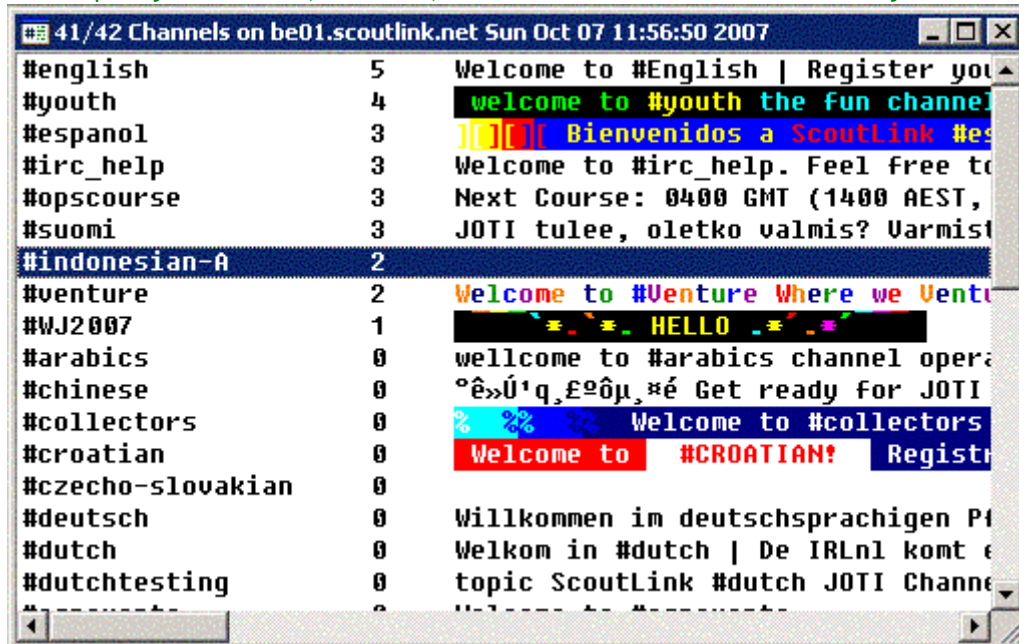 41/42 Channels on be01.scoutlink.net Sun Oct 07 11:56:50 2007
#english 5 Welcome to #English | Register you
#youth 4 welcome to #youth the fun channel
#espanol 3 ][][][ Bienvenidos a ScoutLink #es
#irc_help 3 Welcome to #irc_help. Feel free to
#opscourse 3 Next Course: 0400 GMT (1400 AEST,
#suomi 3 JOTI tulee, oletko valmis? Varmist
#indonesian-A 2
#venture 2 Welcome to #Venture Where we Ventu
#WJ2007 1 HELLO
#arabics 0 wellcome to #arabics channel opera
#chinese 0 °ê»Ú¹q¸£ºôµ¸¤é Get ready for JOTI
#collectors 0 % %% %% Welcome to #collectors
#croatian 0 Welcome to #CROATIAN! Registr
#czecho-slovakian 0
#deutsch 0 Willkommen im deutschsprachigen Pf
#dutch 0 Welkom in #dutch | De IRLnl komt e
#dutchtesting 0 topic ScoutLink #dutch JOTI Channe